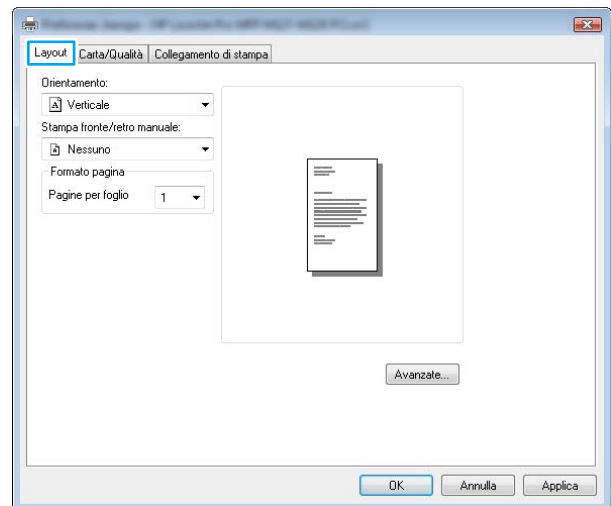 Layout
Carta/Qualità
Collegamento di stampa
Orientamento:
Verticale
Stampa fronte/retro manuale:
Nessuno
Formato pagina
Pagine per foglio 1
Avanzate...
OK
Annulla
Applica